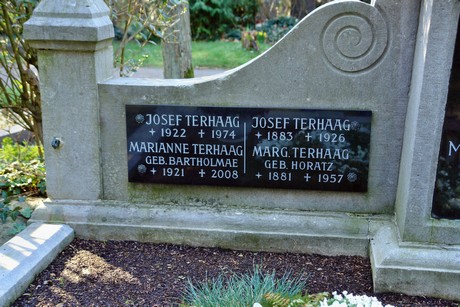 JOSEF TERHAAG
+ 1922 + 1974
MARIANNE TERHAAG
GEB. BARTHOLMAE
+ 1921 + 2008
JOSEF TERHAAG
+ 1883 + 1926
MARG. TERHAAG
GEB. HORATZ
+ 1881 + 1957
M